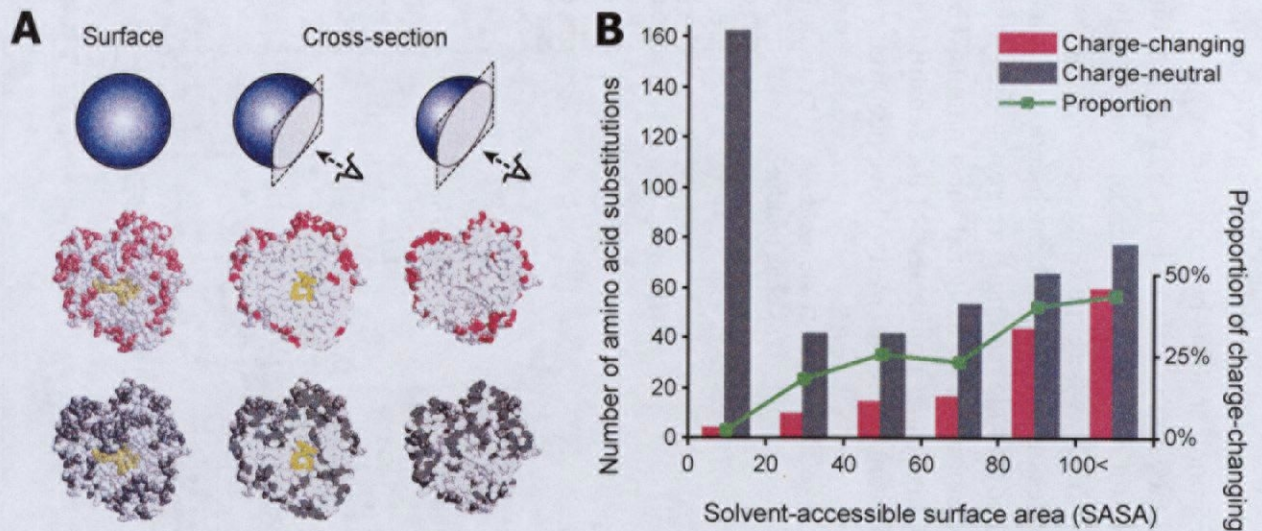 A
Surface
Cross-section
B
Number of amino acid substitutions
160
140
120
100
80
60
40
20
0
Charge-changing
Charge-neutral
Proportion
50%
25%
0%
Proportion of charge-changing
0 20 40 60 80 100<
Solvent-accessible surface area (SASA)